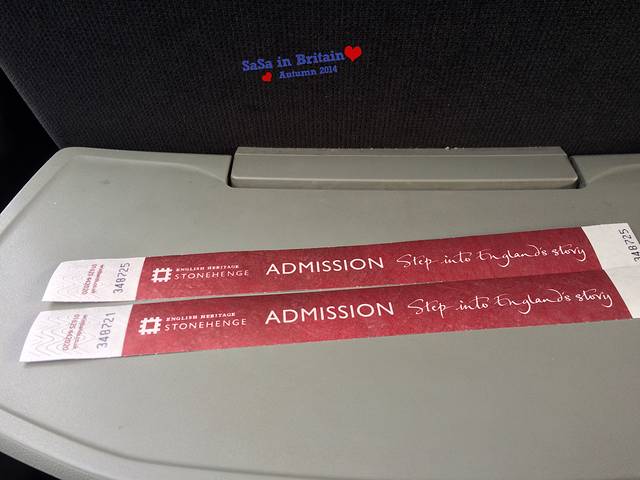 SaSa in Britain
Autumn 2014
348725
ENGLISH HERITAGE
STONEHENGE
ADMISSION
Step into England's story
348725
348721
ENGLISH HERITAGE
STONEHENGE
ADMISSION
Step into England's story